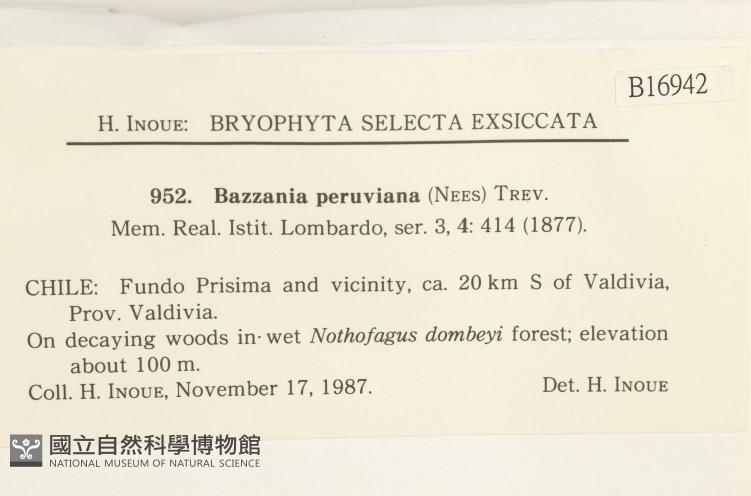 B16942
H. INOUE: BRYOPHYTA SELECTA EXSICCATA
952. Bazzania peruviana (NEES) TREV.
Mem. Real. Istit. Lombardo, ser. 3, 4: 414 (1877).
CHILE: Fundo Prisima and vicinity, ca. 20 km S of Valdivia,
Prov. Valdivia.
On decaying woods in wet Nothofagus dombeyi forest; elevation
about 100 m.
Coll. H. INOUE, November 17, 1987. Det. H. INOUE
國立自然科學博物館
NATIONAL MUSEUM OF NATURAL SCIENCE